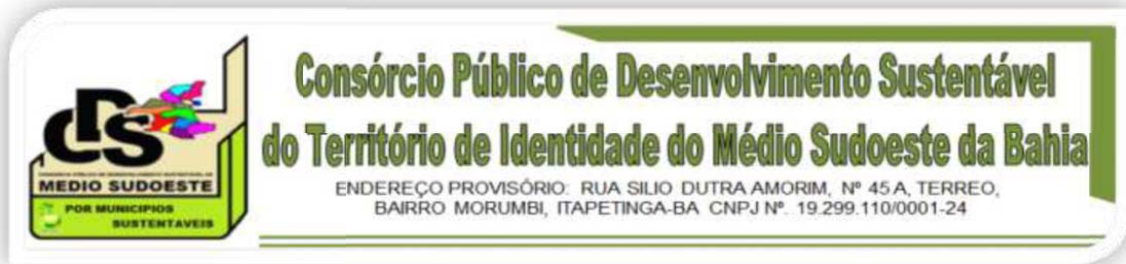 CDS
MEDIO SUDOESTE
POR MUNICIPIOS
SUSTENTAVEIS
Consórcio Público de Desenvolvimento Sustentável
do Território de Identidade do Médio Sudoeste da Bahia
ENDEREÇO PROVISÓRIO: RUA SILIO DUTRA AMORIM, Nº 45 A, TERREO,
BAIRRO MORUMBI, ITAPETINGA-BA CNPJ Nº. 19.299.110/0001-24